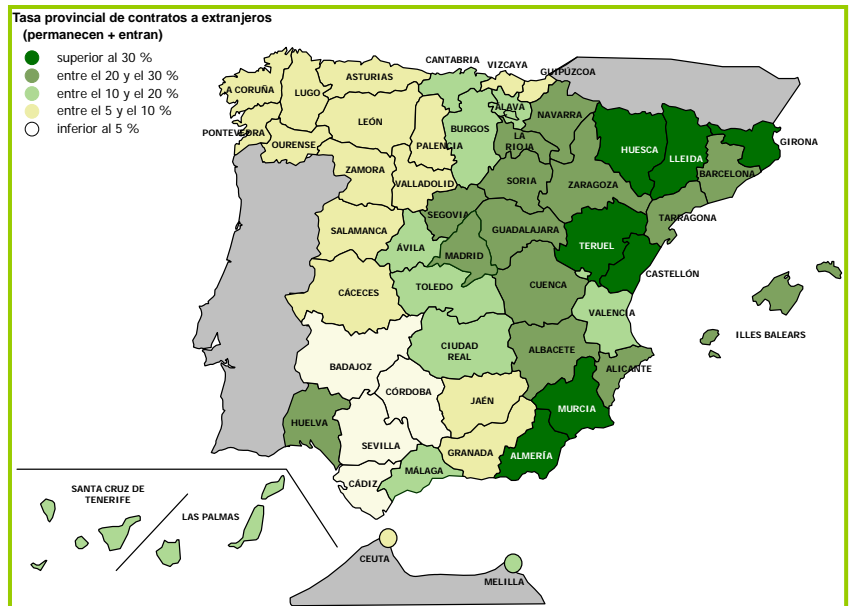 Tasa provincial de contratos a extranjeros
(permanecen + entran)
superior al 30 %
entre el 20 y el 30 %
entre el 10 y el 20 %
entre el 5 y el 10 %
inferior al 5 %
CANTABRIA
VIZCAYA
GUIPÚZCOA
ASTURIAS
A CORUÑA
LUGO
ALAVA
NAVARRA
LEÓN
BURGOS
PONTEVEDRA
OURENSE
PALENCIA
LA
RIOJA
HUESCA
LLEIDA
GIRONA
BARCELONA
ZAMORA
VALLADOLID
SORIA
ZARAGOZA
SEGOVIA
TARRAGONA
SALAMANCA
ÁVILA
MADRID
GUADALAJARA
TERUEL
CASTELLÓN
CÁCECES
TOLEDO
CUENCA
VALENCIA
ILLES BALEARS
CIUDAD
REAL
ALBACETE
BADAJOZ
ALICANTE
CÓRDOBA
JAÉN
MURCIA
HUELVA
SEVILLA
GRANADA
ALMERÍA
CÁDIZ
MÁLAGA
SANTA CRUZ DE
TENERIFE
LAS PALMAS
CEUTA
MELILLA